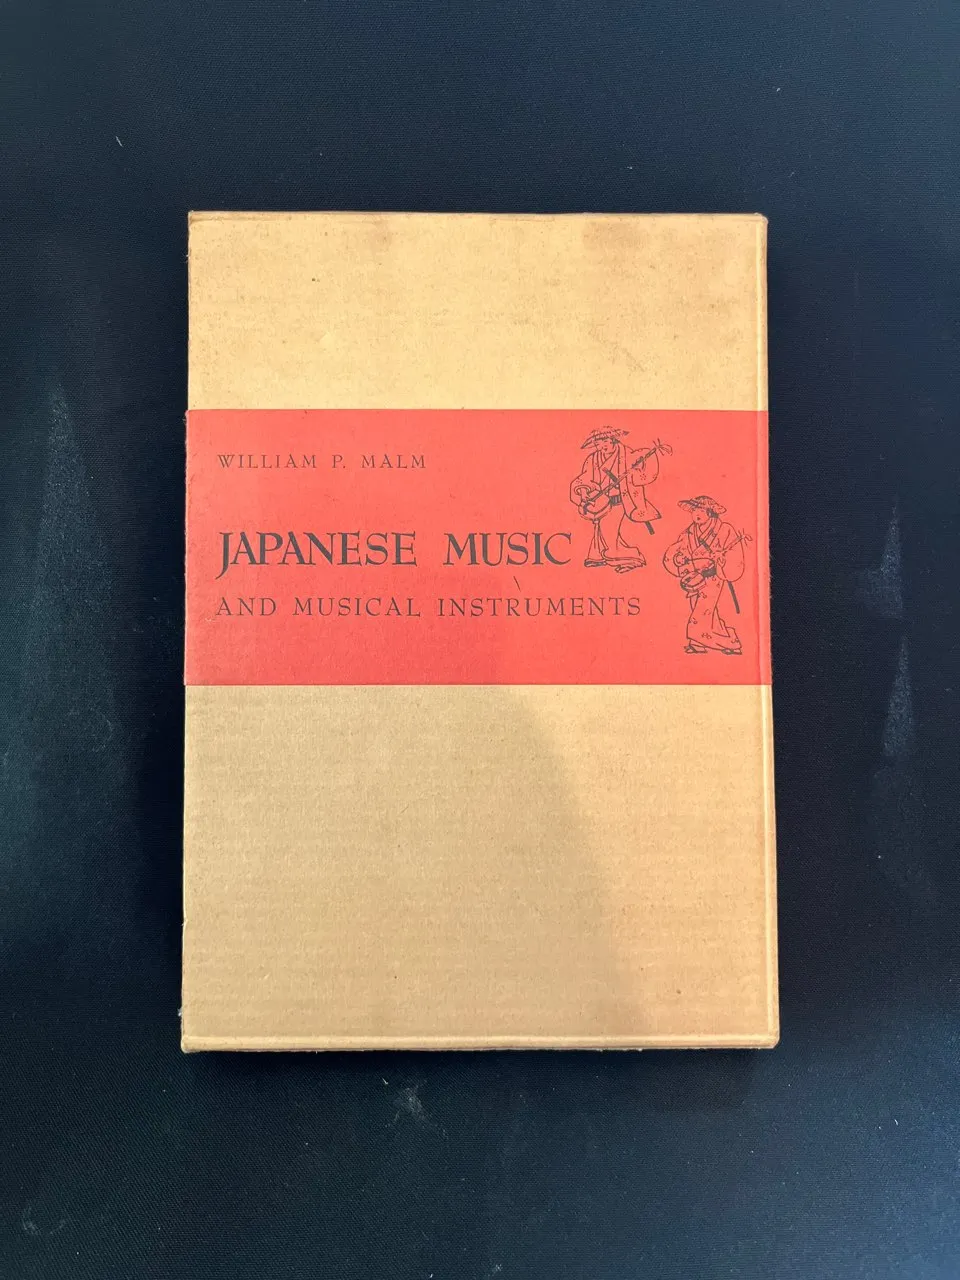 WILLIAM P. MALM
JAPANESE MUSIC
AND MUSICAL INSTRUMENTS